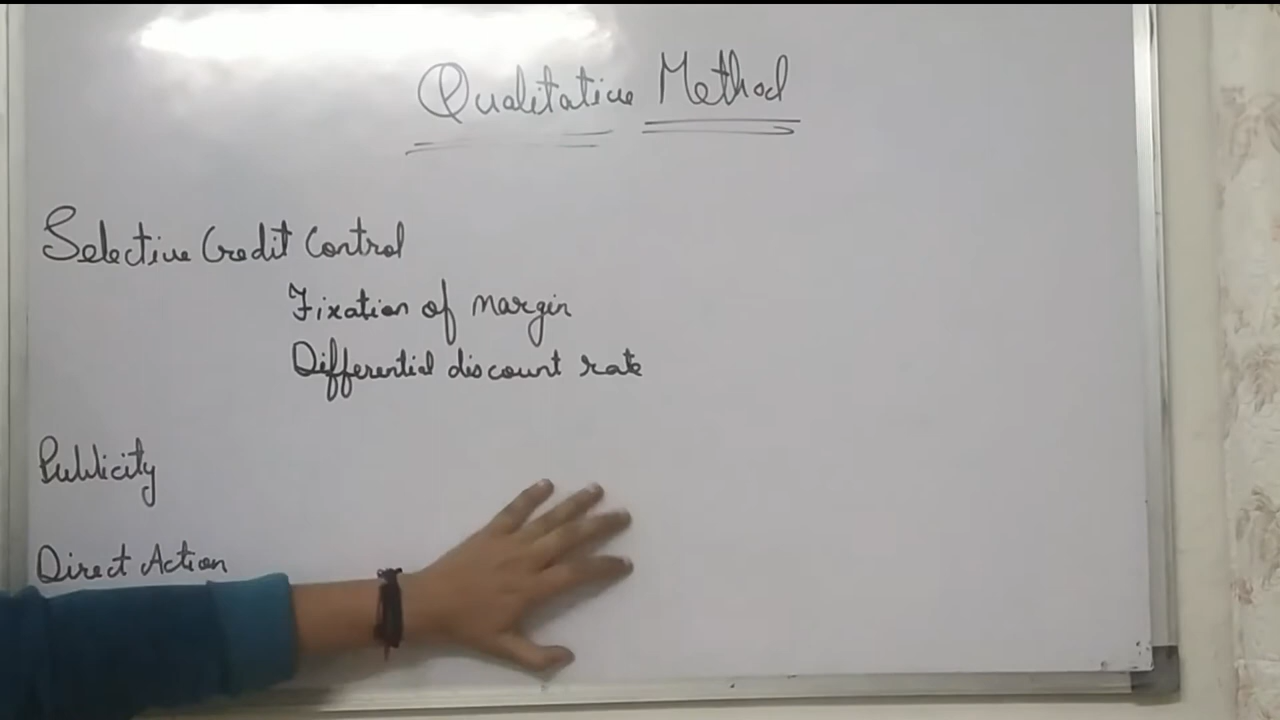 Qualitative Method
Selective Credit Control
Fixation of margin
Differential discount rate
Publicity
Direct Action